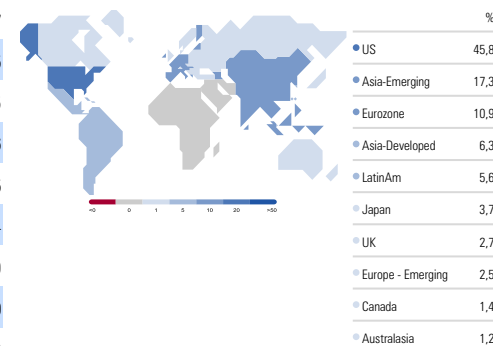 %
US 45,8
Asia-Emerging 17,3
Eurozone 10,9
Asia-Developed 6,3
LatinAm 5,6
Japan 3,7
UK 2,7
Europe - Emerging 2,5
Canada 1,4
Australasia 1,2
<0 0 1 5 10 20 >50